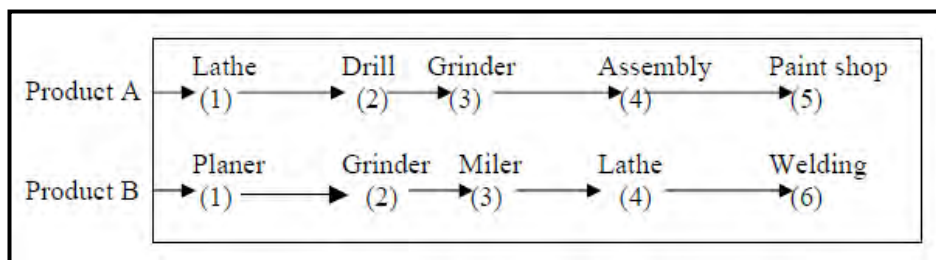 Lathe Drill Grinder Assembly Paint shop
Product A
(1) (2) (3) (4) (5)
Planer Grinder Miler Lathe Welding
Product B
(1) (2) (3) (4) (6)